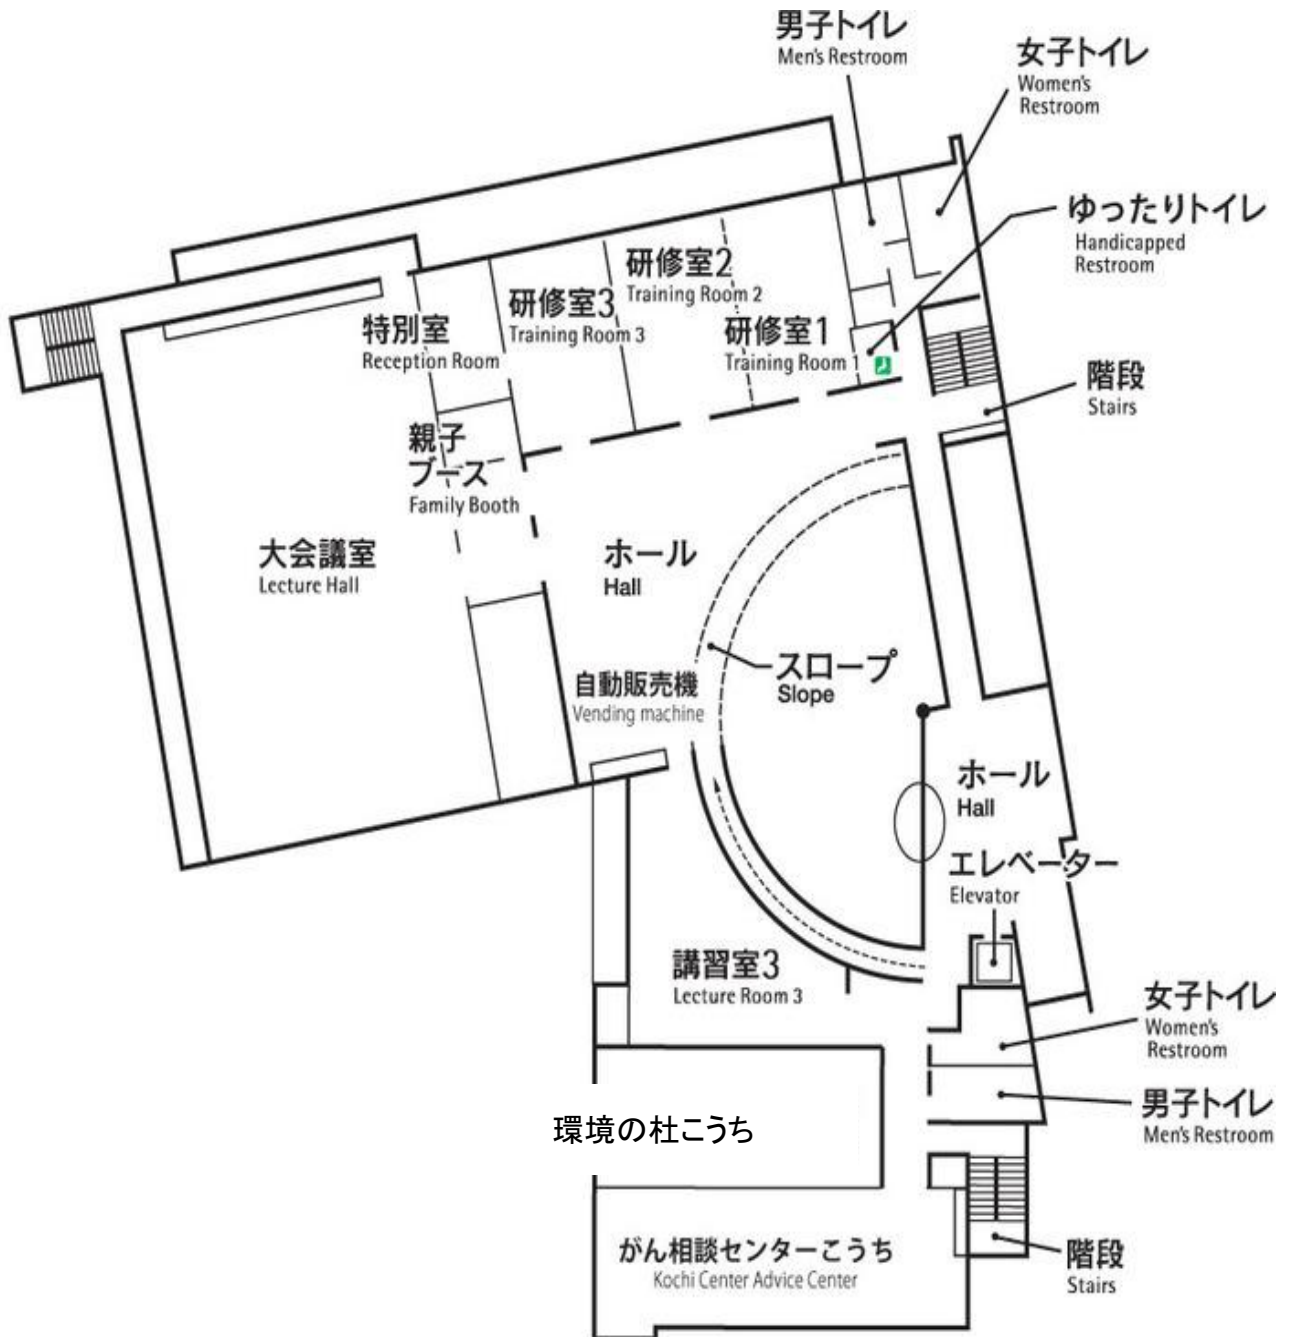 男子トイレ
Men's Restroom
女子トイレ
Women's
Restroom
ゆったりトイレ
Handicapped
Restroom
研修室2
Training Room 2
研修室3
Training Room 3
特別室
Reception Room
研修室1
Training Room 1
階段
Stairs
親子
ブース
Family Booth
大会議室
Lecture Hall
ホール
Hall
スロープ
Slope
自動販売機
Vending machine
ホール
Hall
エレベーター
Elevator
講習室3
Lecture Room 3
女子トイレ
Women's
Restroom
男子トイレ
Men's Restroom
環境の杜こうち
がん相談センターこうち
Kochi Center Advice Center
階段
Stairs